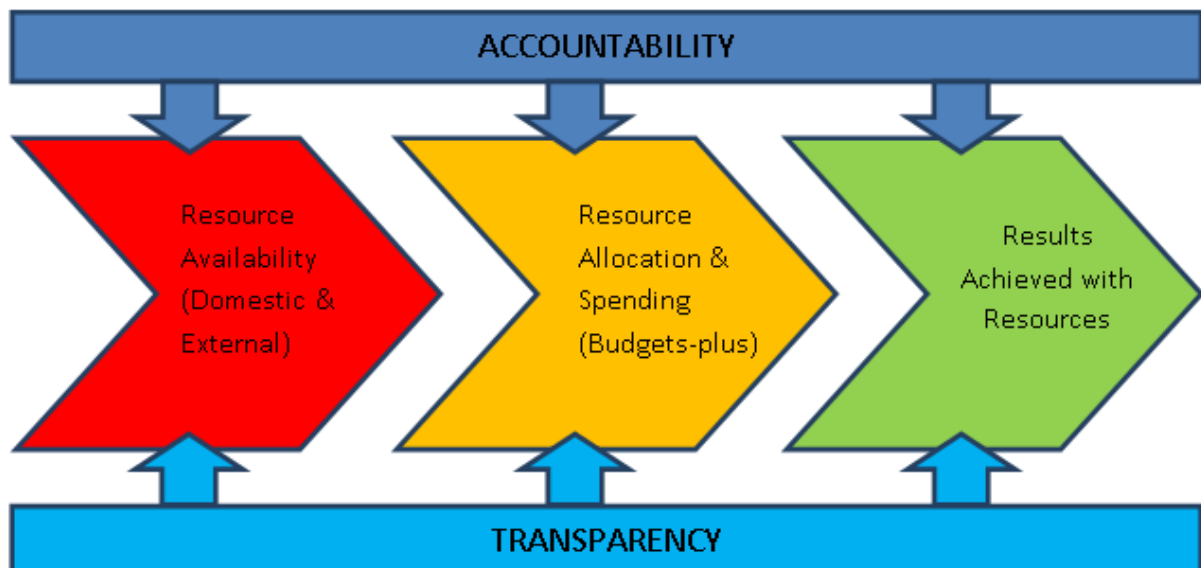 ACCOUNTABILITY
Resource
Availability
(Domestic &
External)
Resource
Allocation &
Spending
(Budgets-plus)
Results
Achieved with
Resources
TRANSPARENCY